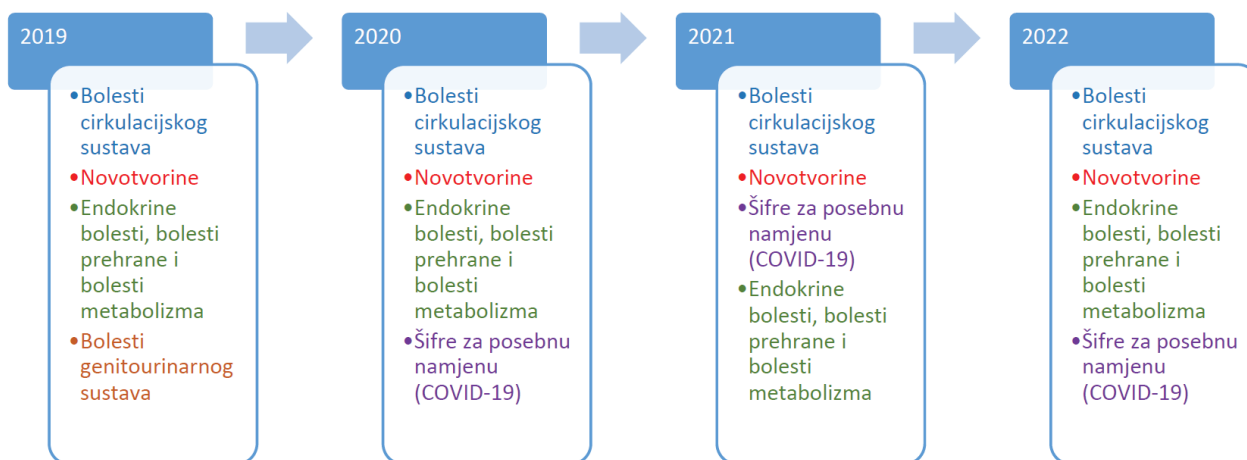 2019
•Bolesti
cirkulacijskog
sustava
•Novotvorine
•Endokrine
bolesti, bolesti
prehrane i
bolesti
metabolizma
•Bolesti
genitourinarnog
sustava
2020
•Bolesti
cirkulacijskog
sustava
•Novotvorine
•Endokrine
bolesti, bolesti
prehrane i
bolesti
metabolizma
•Šifre za posebnu
namjenu
(COVID-19)
2021
•Bolesti
cirkulacijskog
sustava
•Novotvorine
•Šifre za posebnu
namjenu
(COVID-19)
•Endokrine
bolesti, bolesti
prehrane i
bolesti
metabolizma
2022
•Bolesti
cirkulacijskog
sustava
•Novotvorine
•Endokrine
bolesti, bolesti
prehrane i
bolesti
metabolizma
•Šifre za posebnu
namjenu
(COVID-19)